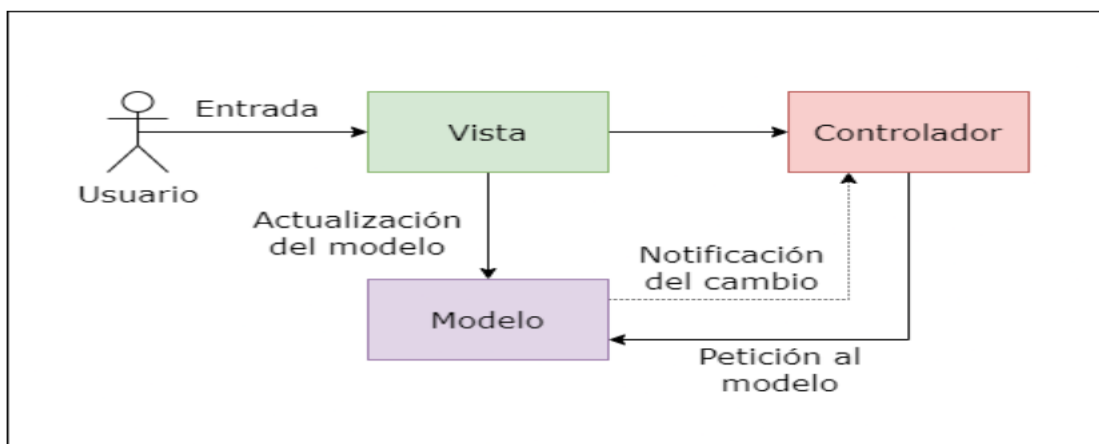 Entrada
Vista
Controlador
Usuario
Actualización
del modelo
Notificación
del cambio
Modelo
Petición al
modelo